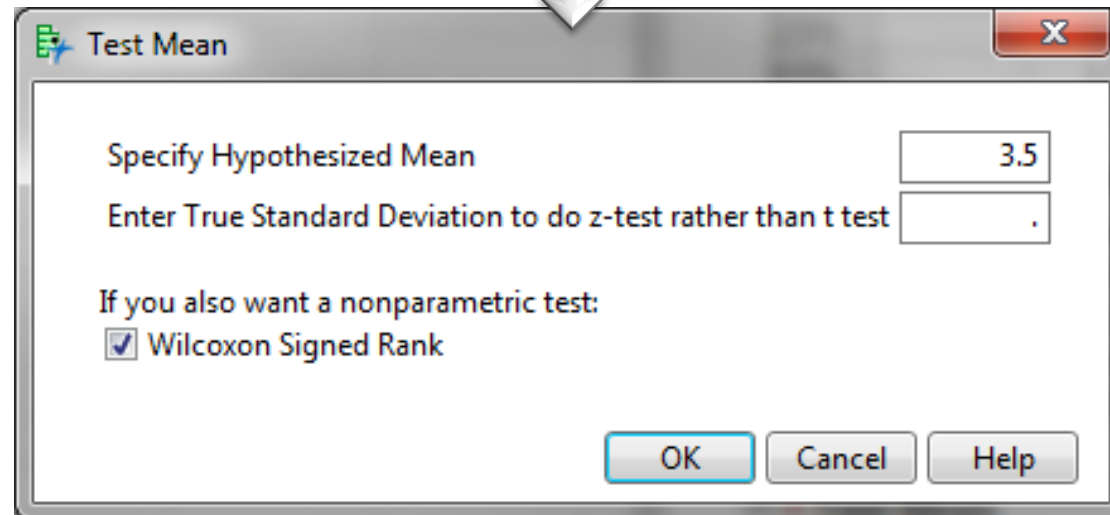 Test Mean
Specify Hypothesized Mean 3.5
Enter True Standard Deviation to do z-test rather than t test .
If you also want a nonparametric test:
Wilcoxon Signed Rank
OK Cancel Help